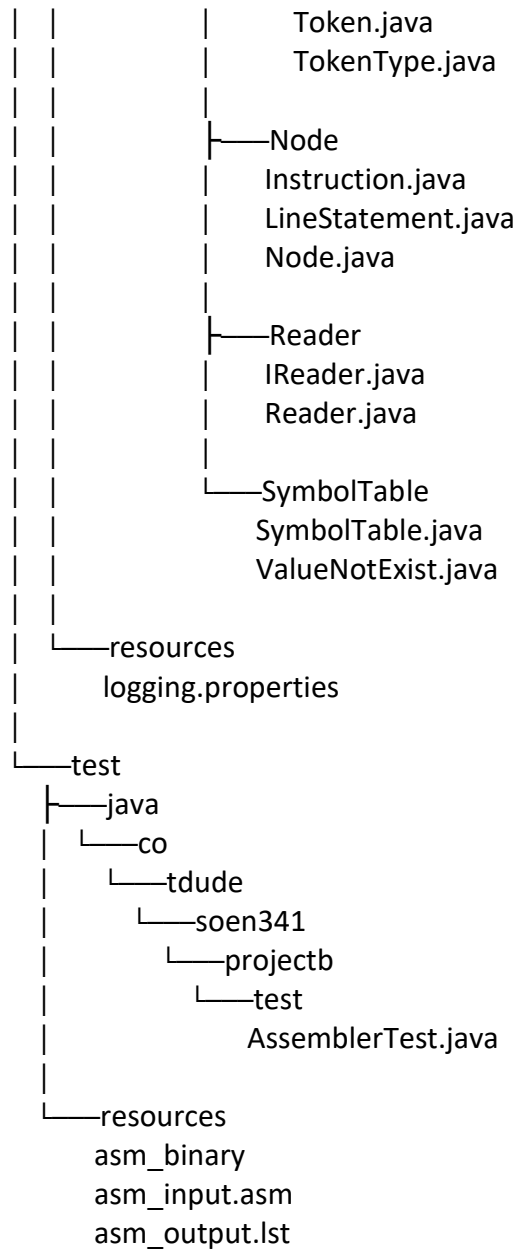 Token.java
TokenType.java
Node
Instruction.java
LineStatement.java
Node.java
Reader
IReader.java
Reader.java
SymbolTable
SymbolTable.java
ValueNotExist.java
resources
logging.properties
test
java
co
tdude
soen341
projectb
test
AssemblerTest.java
resources
asm_binary
asm_input.asm
asm_output.lst